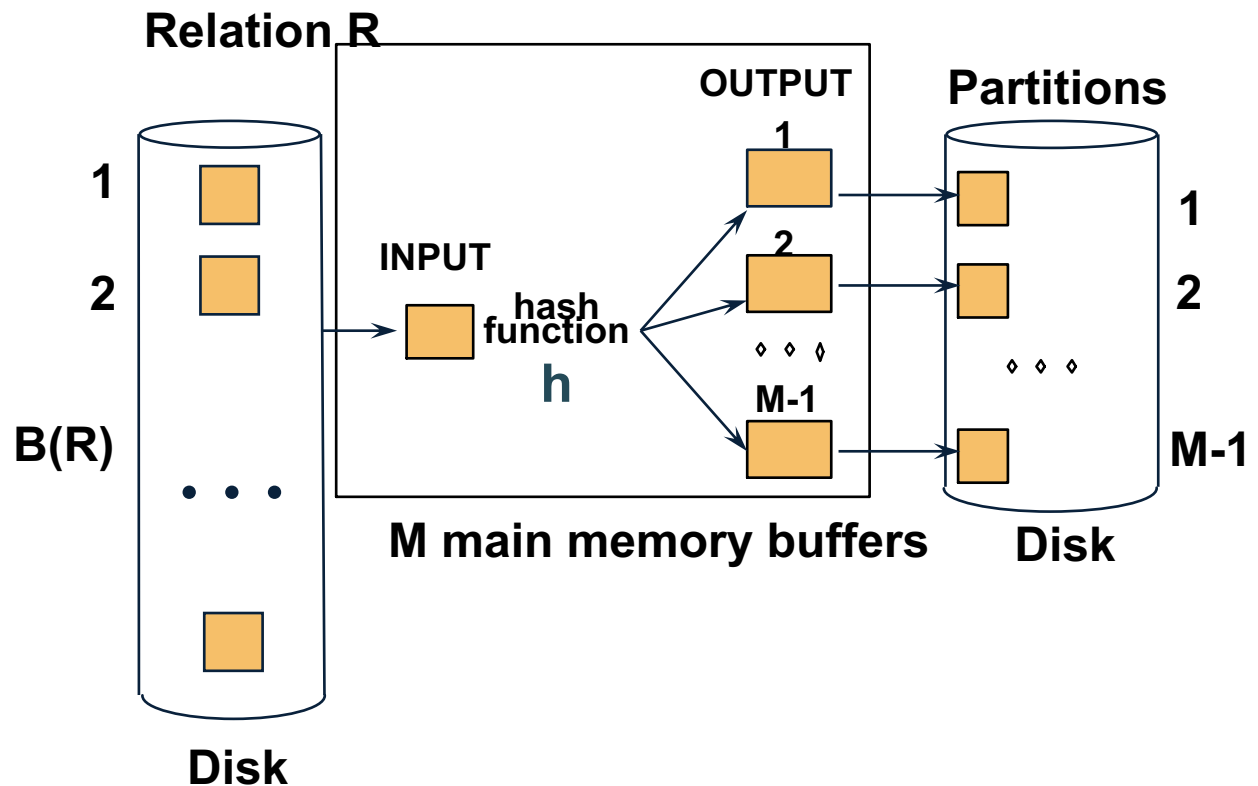 Relation R
OUTPUT
Partitions
1
1
1
2
INPUT
2
2
hash
function
h
M-1
B(R)
M-1
M main memory buffers
Disk
Disk